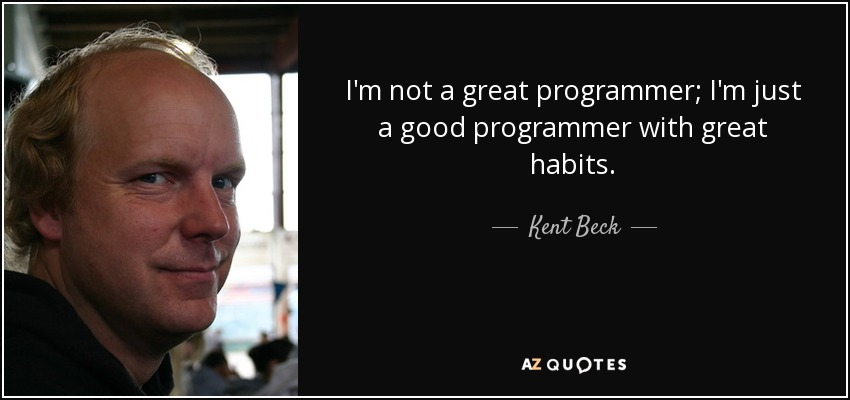 I'm not a great programmer; I'm just
a good programmer with great
habits.
Kent Beck
AZ QUOTES